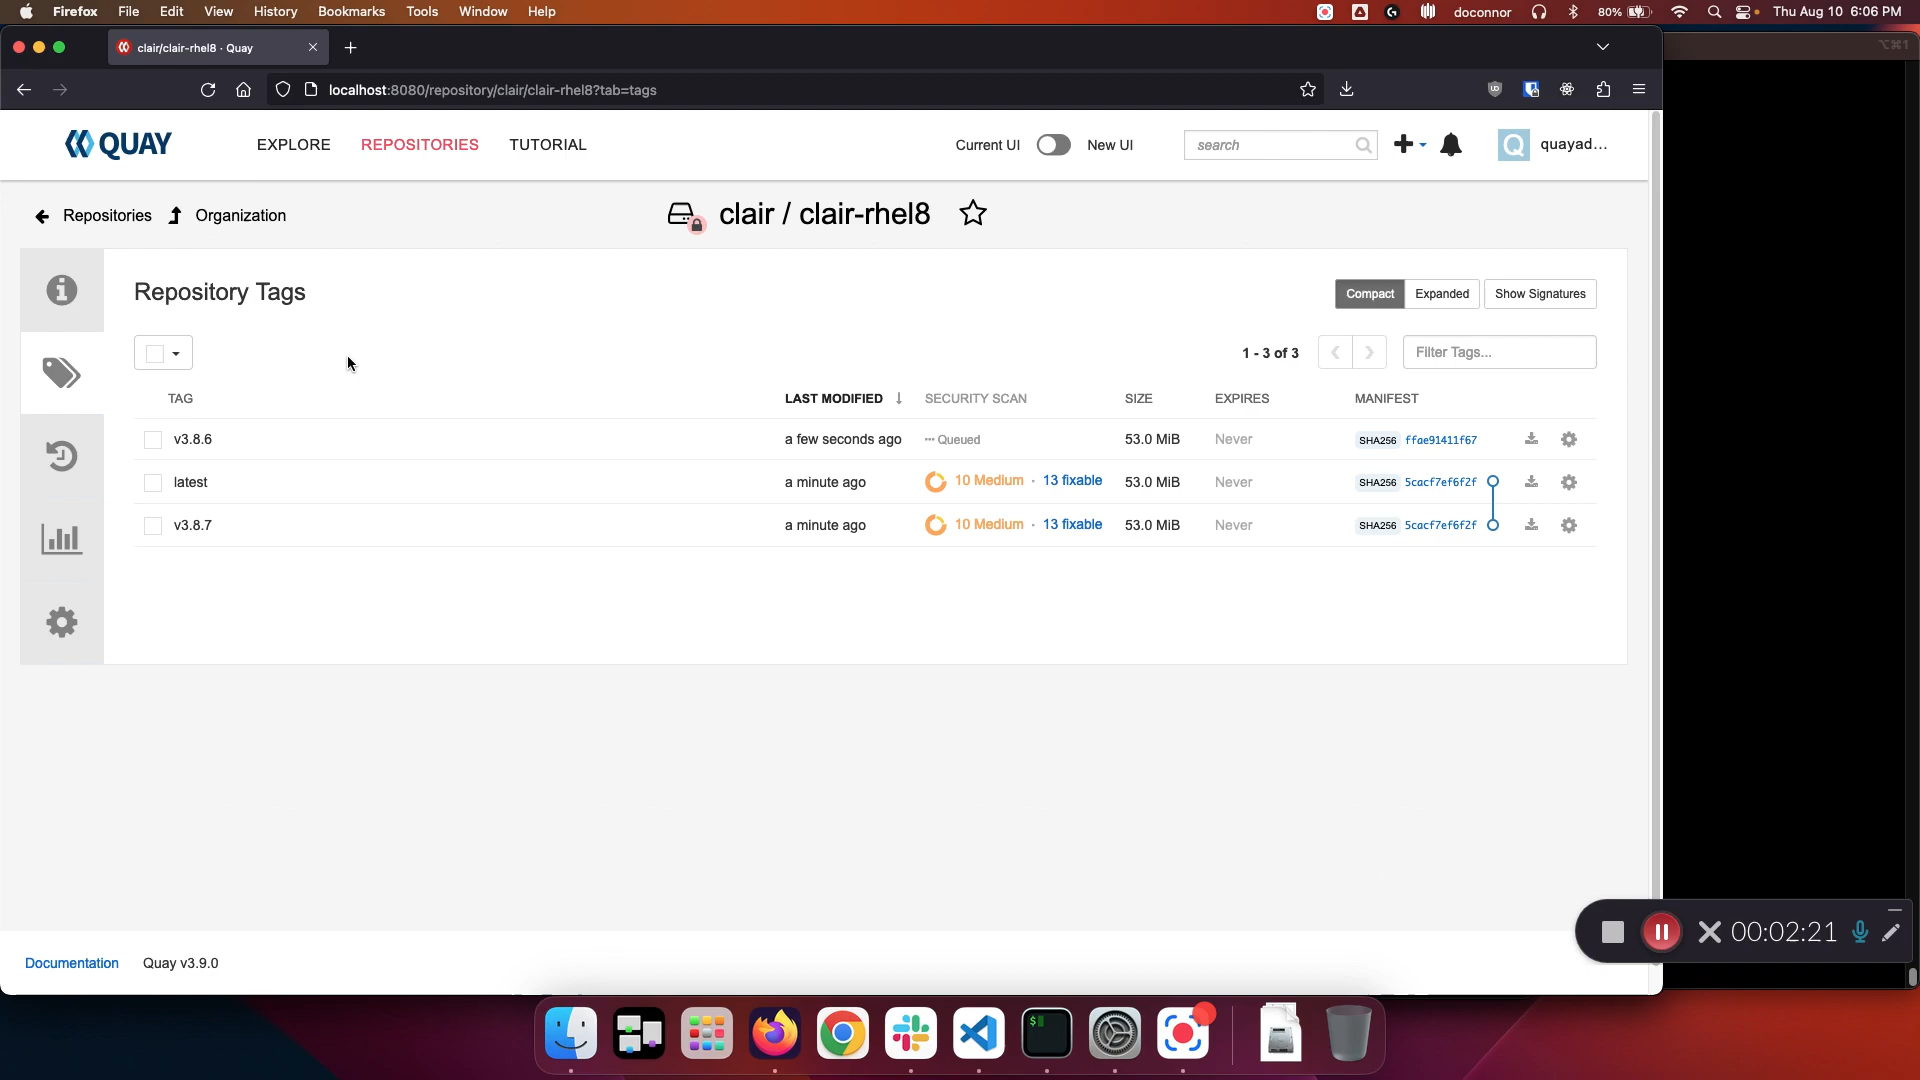 Firefox File Edit View History Bookmarks Tools Window Help doconnor 80% Thu Aug 10 6:06 PM
clair/clair-rhel8 · Quay
⌥⌘1
localhost:8080/repository/clair/clair-rhel8?tab=tags
QUAY EXPLORE REPOSITORIES TUTORIAL Current UI New UI search Q quayad...
Repositories Organization clair / clair-rhel8
Repository Tags Compact Expanded Show Signatures
1 - 3 of 3 Filter Tags...
TAG LAST MODIFIED ↓ SECURITY SCAN SIZE EXPIRES MANIFEST
v3.8.6 a few seconds ago Queued 53.0 MiB Never SHA256 ffae91411f67
latest a minute ago 10 Medium · 13 fixable 53.0 MiB Never SHA256 5cacf7ef6f2f
v3.8.7 a minute ago 10 Medium · 13 fixable 53.0 MiB Never SHA256 5cacf7ef6f2f
00:02:21
Documentation Quay v3.9.0
$